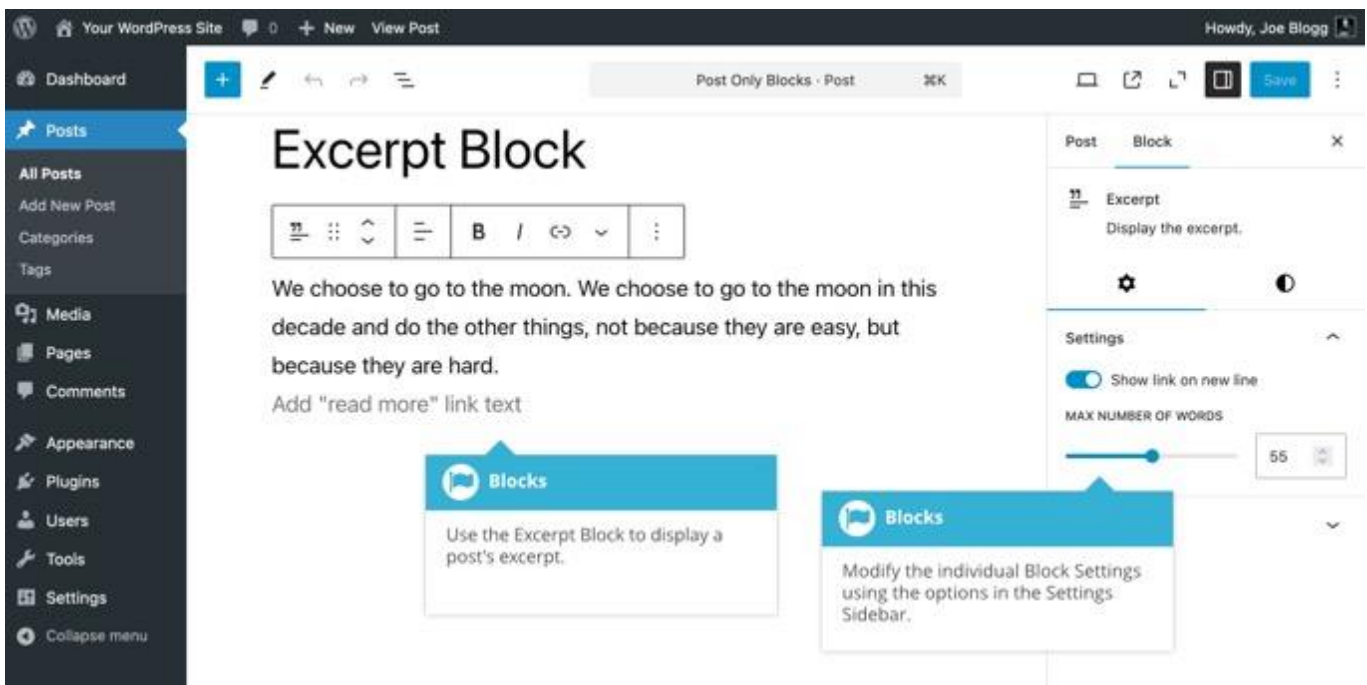 Your WordPress Site 0 + New View Post Howdy, Joe Blogg
Dashboard
Posts
All Posts
Add New Post
Categories
Tags
Media
Pages
Comments
Appearance
Plugins
Users
Tools
Settings
Collapse menu
Post Only Blocks · Post ⌘K
Save
Excerpt Block
B I
We choose to go to the moon. We choose to go to the moon in this
decade and do the other things, not because they are easy, but
because they are hard.
Add "read more" link text
Blocks
Use the Excerpt Block to display a
post's excerpt.
Post Block
Excerpt
Display the excerpt.
Settings
Show link on new line
MAX NUMBER OF WORDS
55
Blocks
Modify the individual Block Settings
using the options in the Settings
Sidebar.